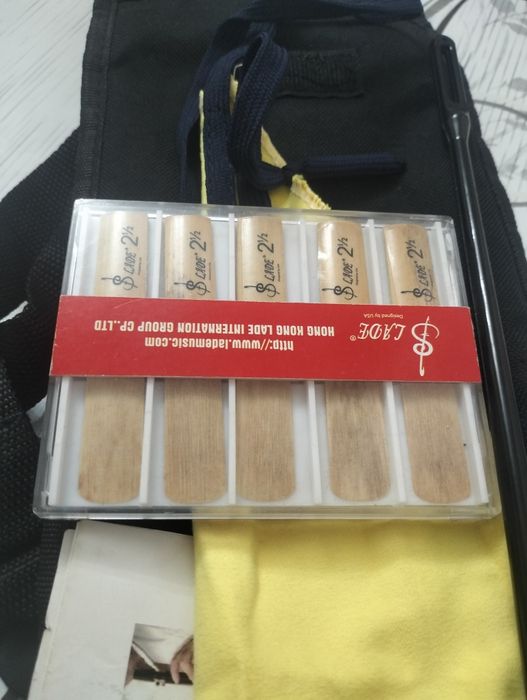 LADE® 2½
LADE® 2½
LADE® 2½
LADE® 2½
LADE® 2½
LADE®
Designed by USA
http://www.lademusic.com
HONG KONG LADE INTERNATION GROUP CP.,LTD